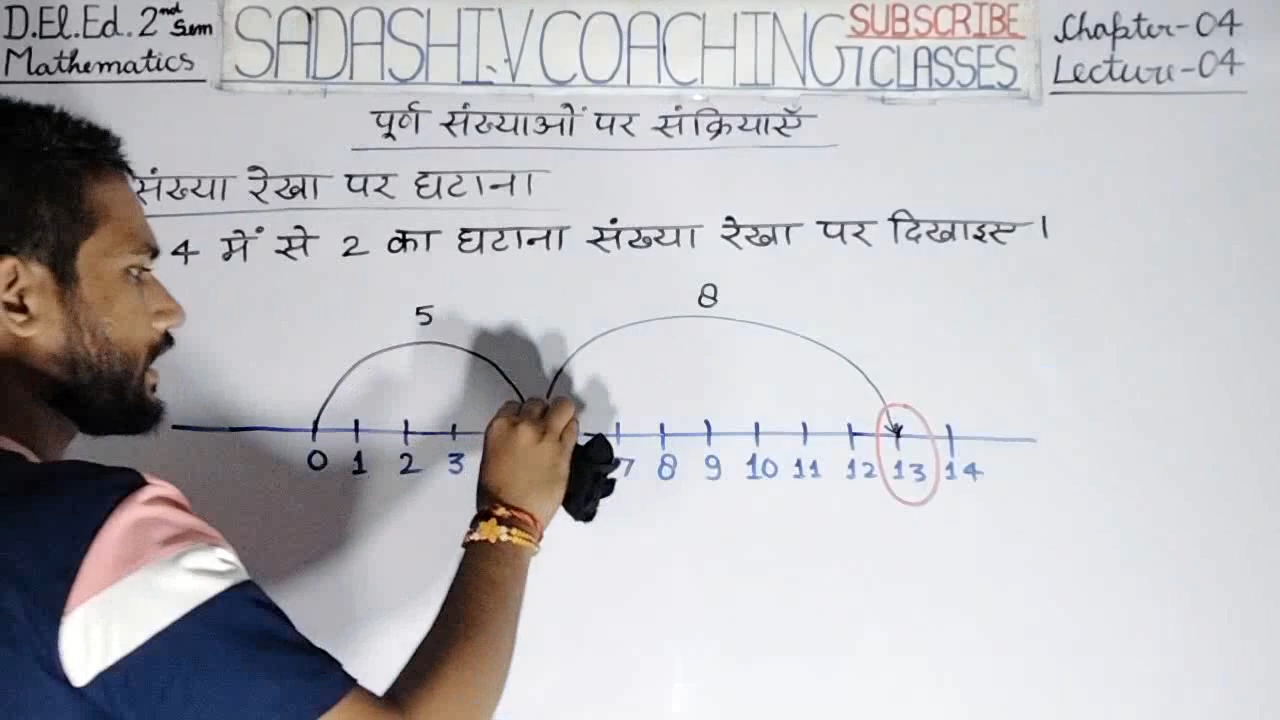 D.El.Ed. 2nd Sem
Mathematics
SADASHIV COACHING CLASSES
SUBSCRIBE
Chapter-04
Lecture-04
पूर्ण संख्याओं पर संक्रियाएँ
संख्या रेखा पर घटाना
4 में से 2 का घटाना संख्या रेखा पर दिखाइए।
5 8
0 1 2 3 7 8 9 10 11 12 13 14